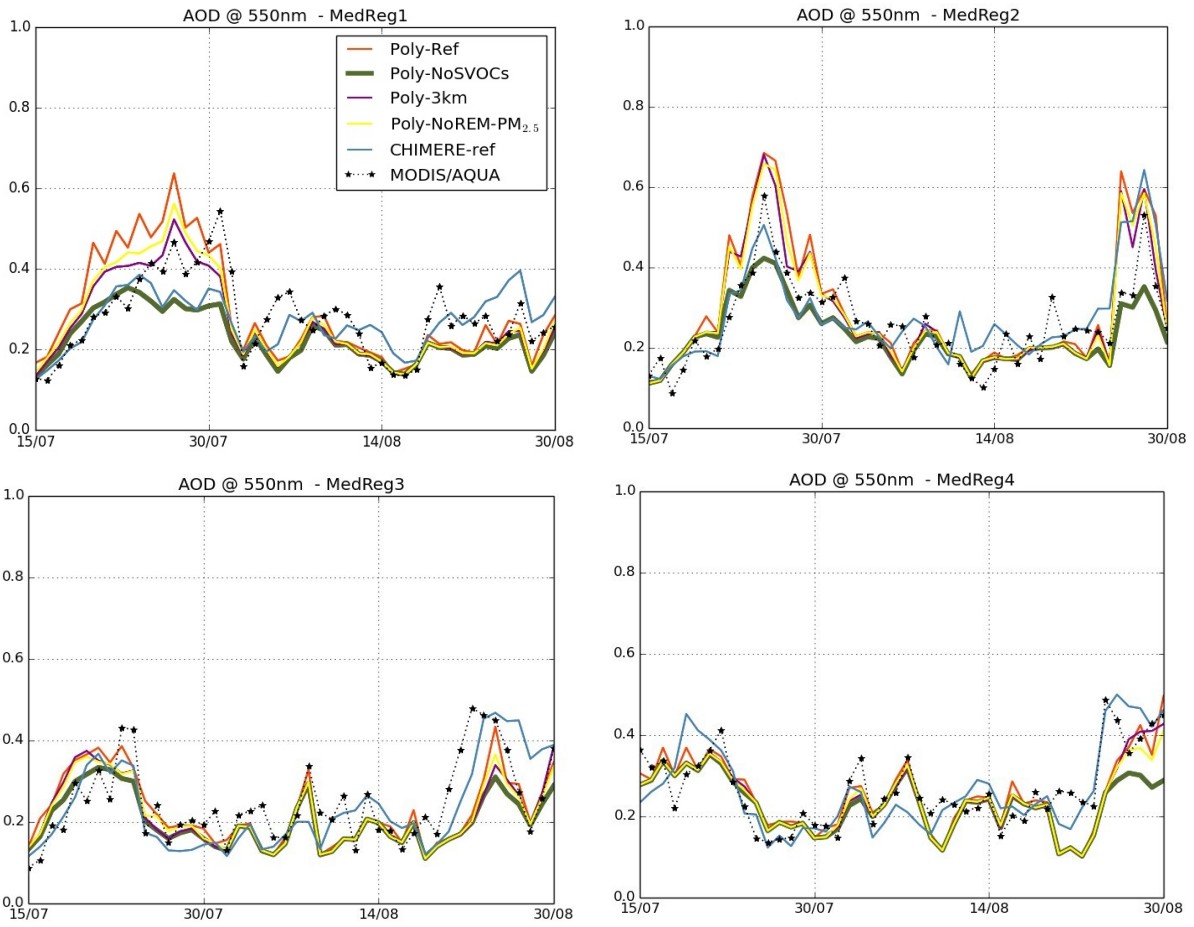 AOD @ 550nm - MedReg1
1.0
0.8
0.6
0.4
0.2
0.0
15/07 30/07 14/08 30/08
Poly-Ref
Poly-NoSVOCs
Poly-3km
Poly-NoREM-PM2.5
CHIMERE-ref
MODIS/AQUA
AOD @ 550nm - MedReg2
1.0
0.8
0.6
0.4
0.2
0.0
15/07 30/07 14/08 30/08
AOD @ 550nm - MedReg3
1.0
0.8
0.6
0.4
0.2
0.0
15/07 30/07 14/08 30/08
AOD @ 550nm - MedReg4
1.0
0.8
0.6
0.4
0.2
0.0
15/07 30/07 14/08 30/08